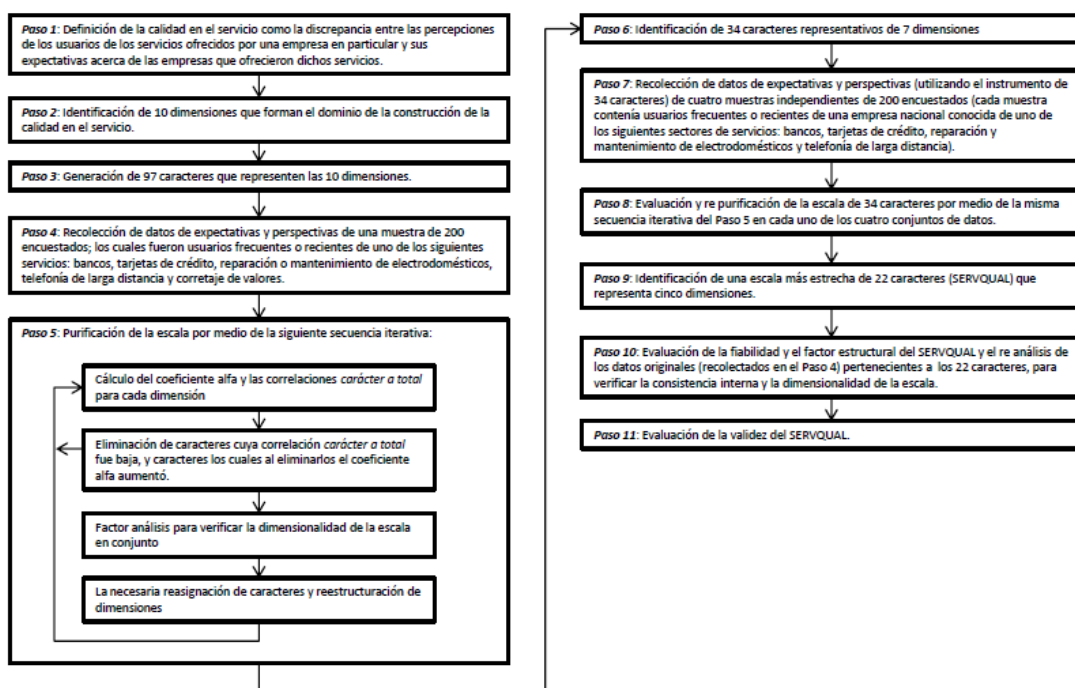 Paso 1: Definición de la calidad en el servicio como la discrepancia entre las percepciones
de los usuarios de los servicios ofrecidos por una empresa en particular y sus
expectativas acerca de las empresas que ofrecieron dichos servicios.
Paso 2: Identificación de 10 dimensiones que forman el dominio de la construcción de la
calidad en el servicio.
Paso 3: Generación de 97 caracteres que representen las 10 dimensiones.
Paso 4: Recolección de datos de expectativas y perspectivas de una muestra de 200
encuestados; los cuales fueron usuarios frecuentes o recientes de uno de los siguientes
servicios: bancos, tarjetas de crédito, reparación o mantenimiento de electrodomésticos,
telefonía de larga distancia y corretaje de valores.
Paso 5: Purificación de la escala por medio de la siguiente secuencia iterativa:
Cálculo del coeficiente alfa y las correlaciones carácter a total
para cada dimensión
Eliminación de caracteres cuya correlación carácter a total
fue baja, y caracteres los cuales al eliminarlos el coeficiente
alfa aumentó.
Factor análisis para verificar la dimensionalidad de la escala
en conjunto
La necesaria reasignación de caracteres y reestructuración de
dimensiones
Paso 6: Identificación de 34 caracteres representativos de 7 dimensiones
Paso 7: Recolección de datos de expectativas y perspectivas (utilizando el instrumento de
34 caracteres) de cuatro muestras independientes de 200 encuestados (cada muestra
contenía usuarios frecuentes o recientes de una empresa nacional conocida de uno de
los siguientes sectores de servicios: bancos, tarjetas de crédito, reparación y
mantenimiento de electrodomésticos y telefonía de larga distancia).
Paso 8: Evaluación y re purificación de la escala de 34 caracteres por medio de la misma
secuencia iterativa del Paso 5 en cada uno de los cuatro conjuntos de datos.
Paso 9: Identificación de una escala más estrecha de 22 caracteres (SERVQUAL) que
representa cinco dimensiones.
Paso 10: Evaluación de la fiabilidad y el factor estructural del SERVQUAL y el re análisis de
los datos originales (recolectados en el Paso 4) pertenecientes a los 22 caracteres, para
verificar la consistencia interna y la dimensionalidad de la escala.
Paso 11: Evaluación de la validez del SERVQUAL.